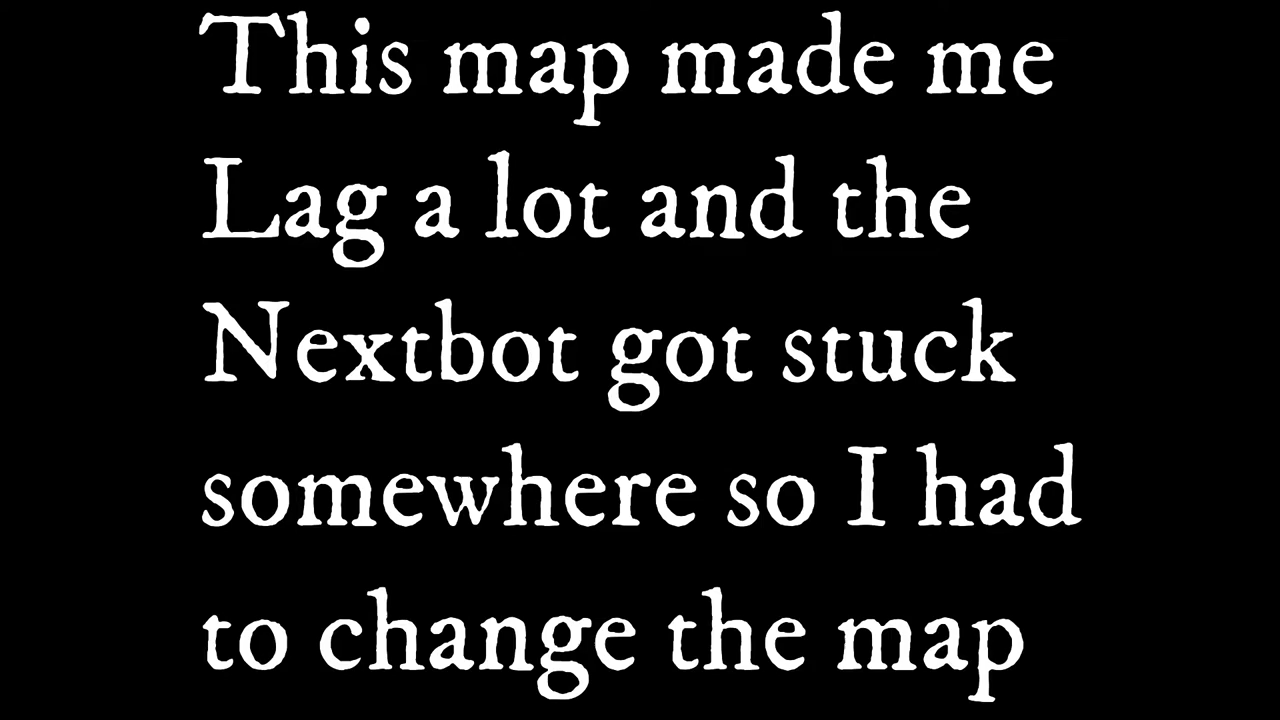 This map made me
Lag a lot and the
Nextbot got stuck
somewhere so I had
to change the map